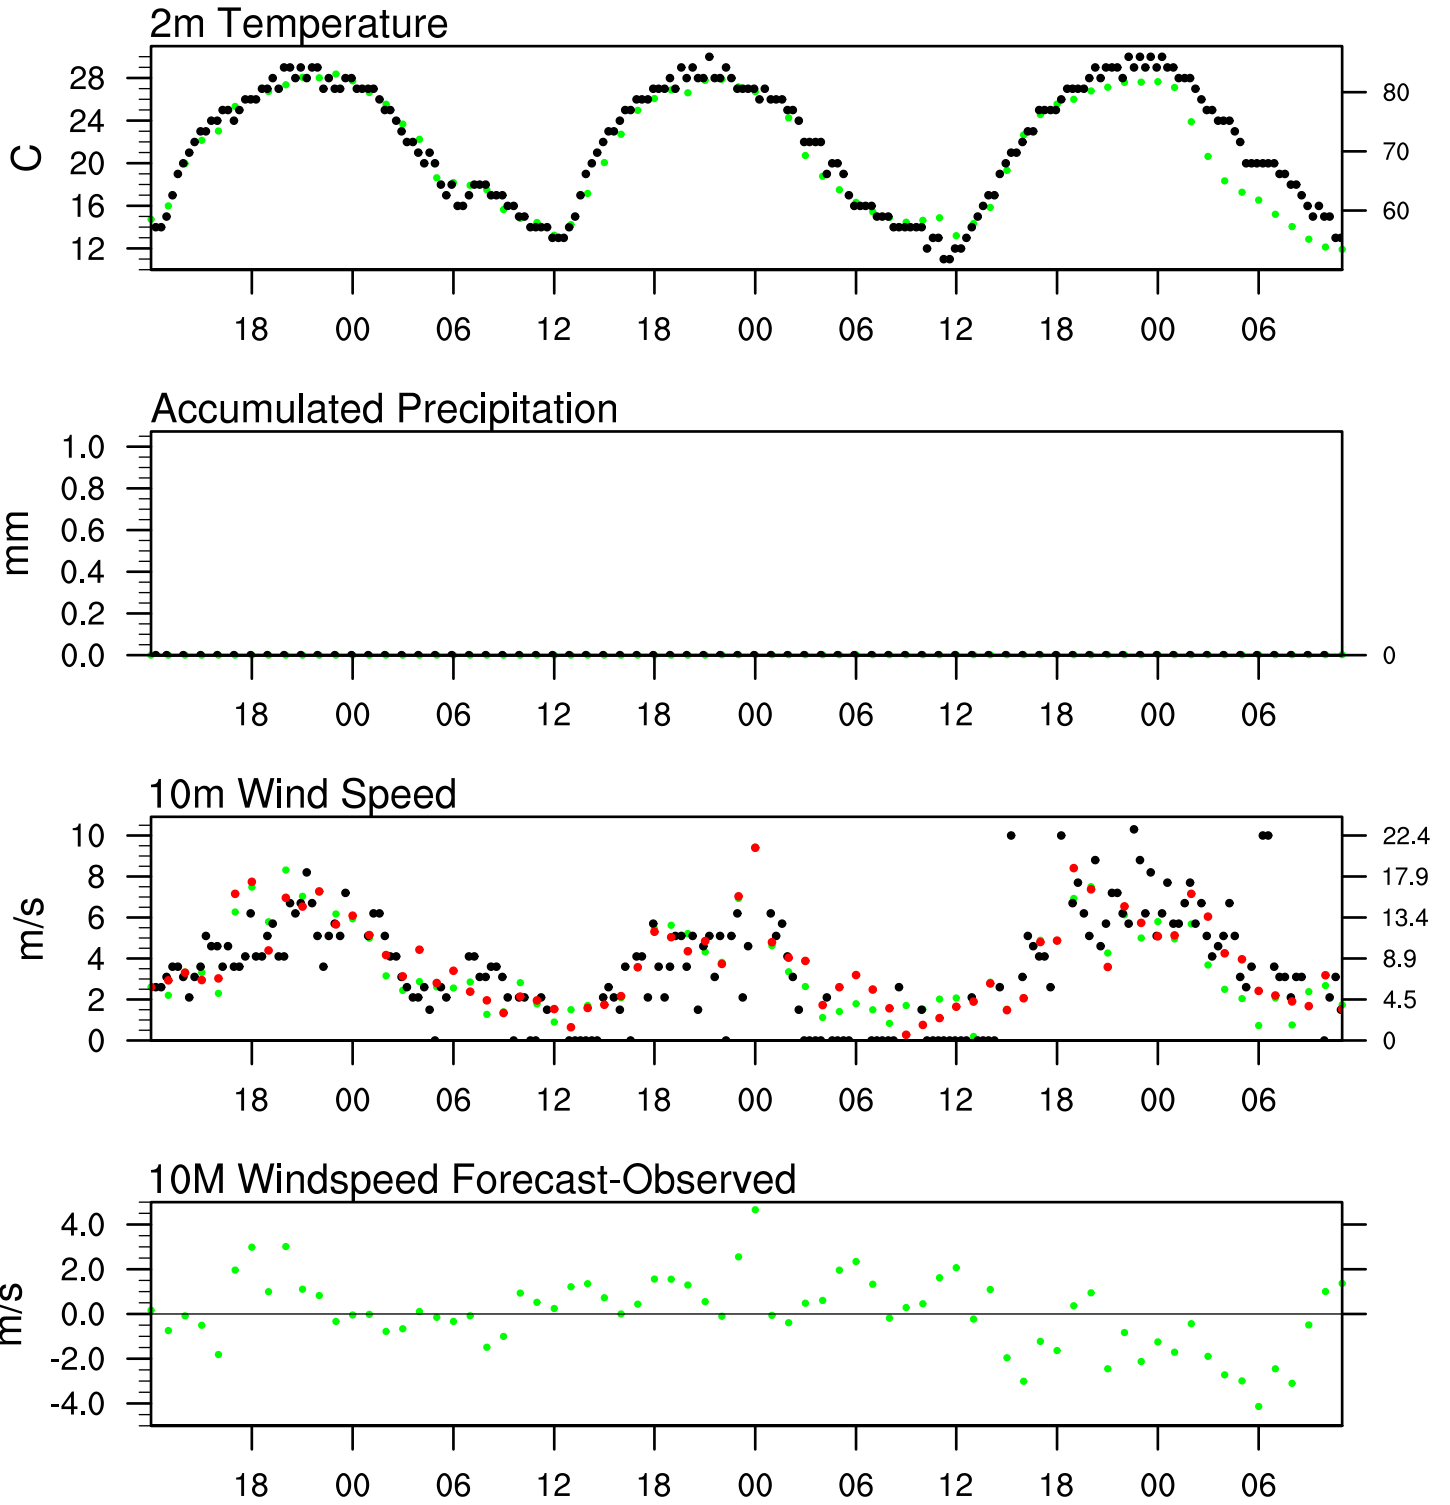 2m Temperature
28
24
20
16
12
C
80
70
60
18 00 06 12 18 00 06 12 18 00 06
Accumulated Precipitation
1.0
0.8
0.6
0.4
0.2
0.0
mm
0
18 00 06 12 18 00 06 12 18 00 06
10m Wind Speed
10
8
6
4
2
0
m/s
22.4
17.9
13.4
8.9
4.5
0
18 00 06 12 18 00 06 12 18 00 06
10M Windspeed Forecast-Observed
4.0
2.0
0.0
-2.0
-4.0
m/s
18 00 06 12 18 00 06 12 18 00 06